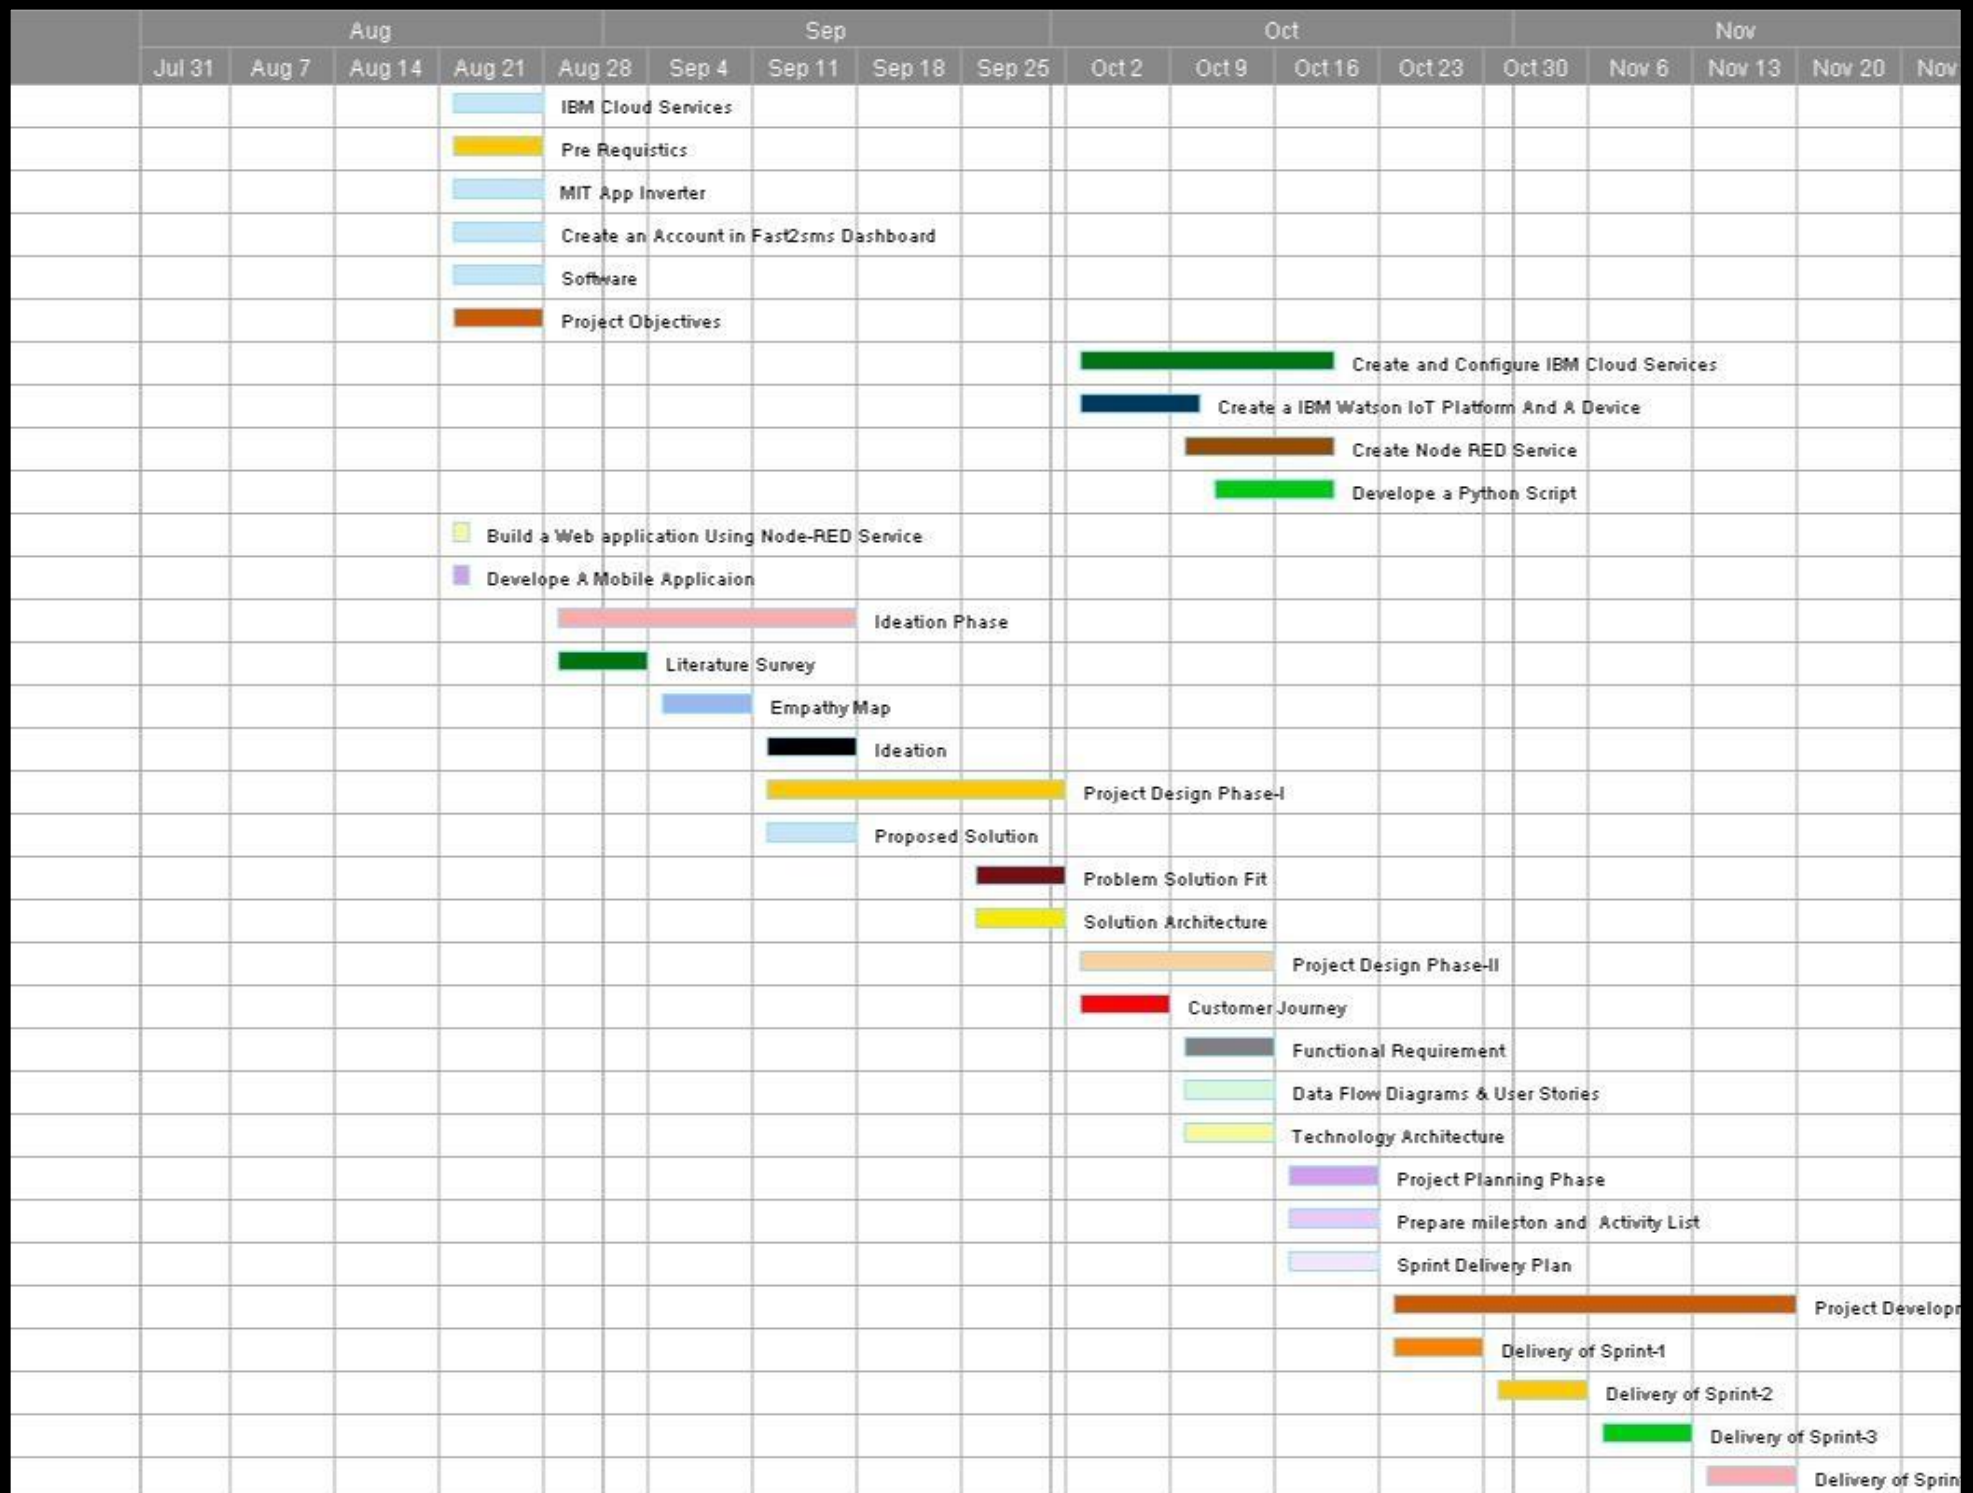 Aug Sep Oct Nov
Jul 31 Aug 7 Aug 14 Aug 21 Aug 28 Sep 4 Sep 11 Sep 18 Sep 25 Oct 2 Oct 9 Oct 16 Oct 23 Oct 30 Nov 6 Nov 13 Nov 20 Nov
IBM Cloud Services
Pre Requistics
MIT App Inverter
Create an Account in Fast2sms Dashboard
Software
Project Objectives
Create and Configure IBM Cloud Services
Create a IBM Watson IoT Platform And A Device
Create Node RED Service
Develope a Python Script
Build a Web application Using Node-RED Service
Develope A Mobile Applicaion
Ideation Phase
Literature Survey
Empathy Map
Ideation
Project Design Phase-I
Proposed Solution
Problem Solution Fit
Solution Architecture
Project Design Phase-II
Customer Journey
Functional Requirement
Data Flow Diagrams & User Stories
Technology Architecture
Project Planning Phase
Prepare mileston and Activity List
Sprint Delivery Plan
Project
Delivery of Sprint-1
Delivery of Sprint-2
Delivery of Sprint-3
Delivery of Sprin